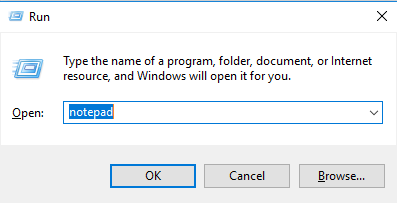 Run
Type the name of a program, folder, document, or Internet
resource, and Windows will open it for you.
Open: notepad
OK Cancel Browse...